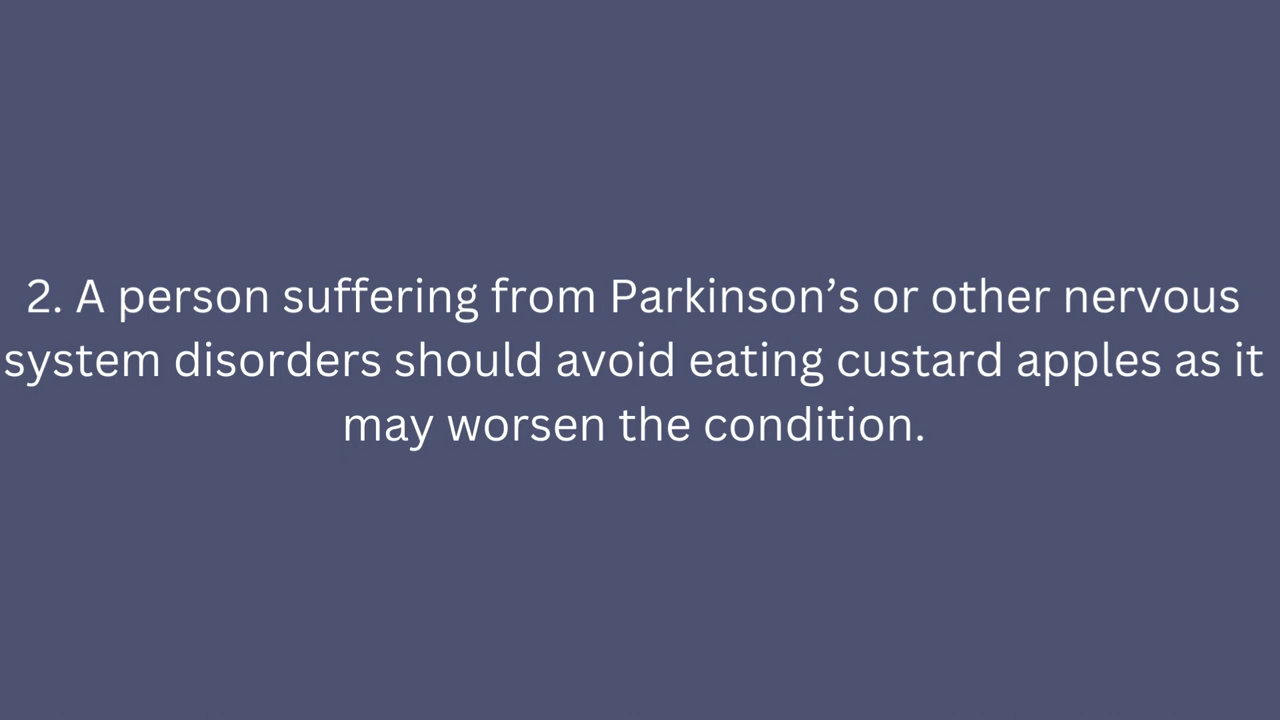 2. A person suffering from Parkinson’s or other nervous
system disorders should avoid eating custard apples as it
may worsen the condition.